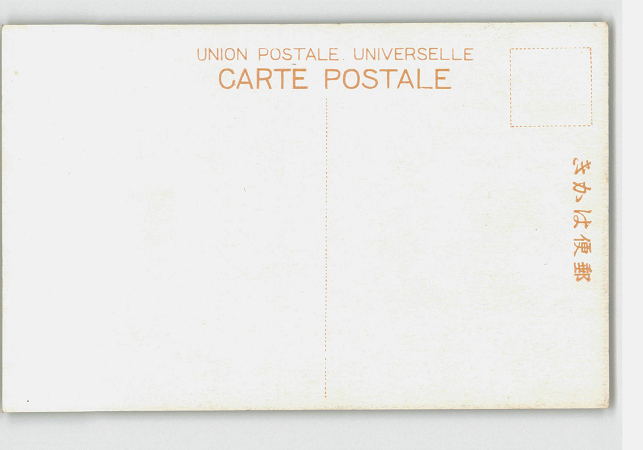 UNION POSTALE UNIVERSELLE
CARTE POSTALE
きかは便郵